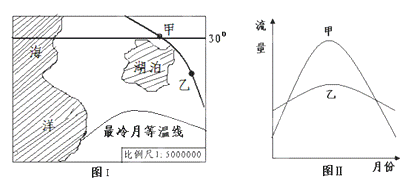 甲
30°
海
湖泊
乙
洋
最冷月等温线
比例尺1:5000000
图I
流量
甲
乙
月份
图II